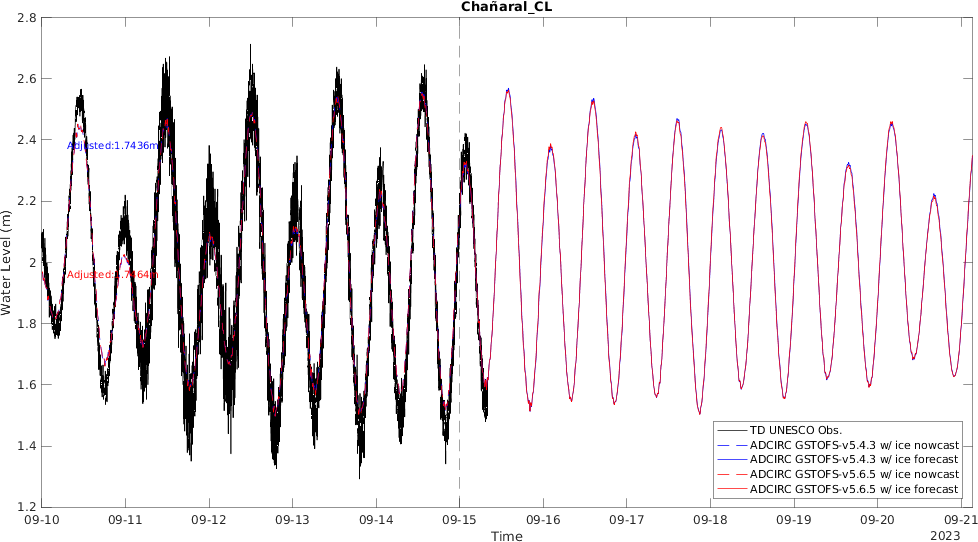 Chañaral_CL
2.8
2.6
2.4
2.2
2
1.8
1.6
1.4
1.2
Water Level (m)
Adjusted:1.7436m
Adjusted:1.7464m
TD UNESCO Obs.
ADCIRC GSTOFS-v5.4.3 w/ ice nowcast
ADCIRC GSTOFS-v5.4.3 w/ ice forecast
ADCIRC GSTOFS-v5.6.5 w/ ice nowcast
ADCIRC GSTOFS-v5.6.5 w/ ice forecast
09-10 09-11 09-12 09-13 09-14 09-15 09-16 09-17 09-18 09-19 09-20 09-21
Time
2023